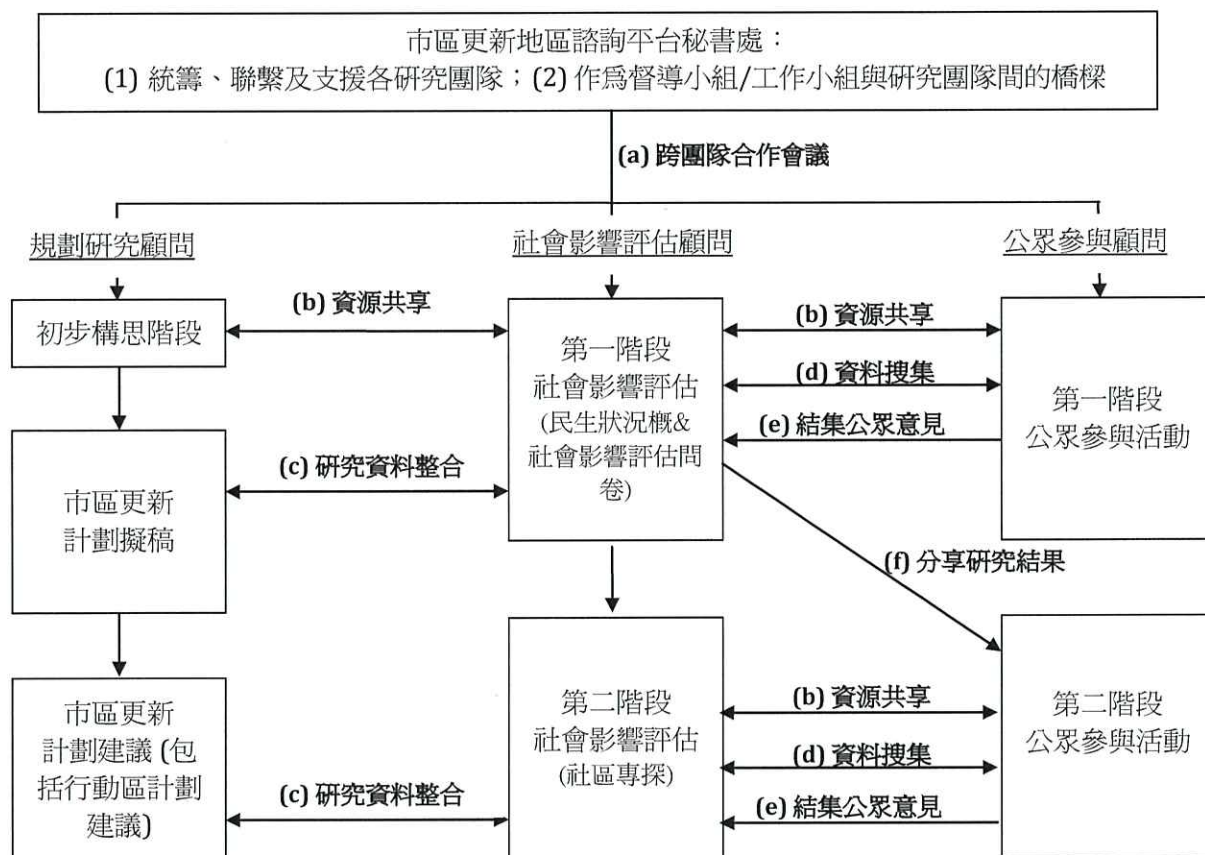 市區更新地區諮詢平台秘書處：
(1) 統籌、聯繫及支援各研究團隊；(2) 作為督導小組/工作小組與研究團隊間的橋樑
(a) 跨團隊合作會議
規劃研究顧問
社會影響評估顧問
公眾參與顧問
初步構思階段
(b) 資源共享
第一階段
社會影響評估
(民生狀況概&
社會影響評估問
卷)
(b) 資源共享
(d) 資料搜集
(e) 結集公眾意見
第一階段
公眾參與活動
市區更新
計劃擬稿
(c) 研究資料整合
(f) 分享研究結果
市區更新
計劃建議 (包
括行動區計劃
建議)
(c) 研究資料整合
第二階段
社會影響評估
(社區專探)
(b) 資源共享
(d) 資料搜集
(e) 結集公眾意見
第二階段
公眾參與活動